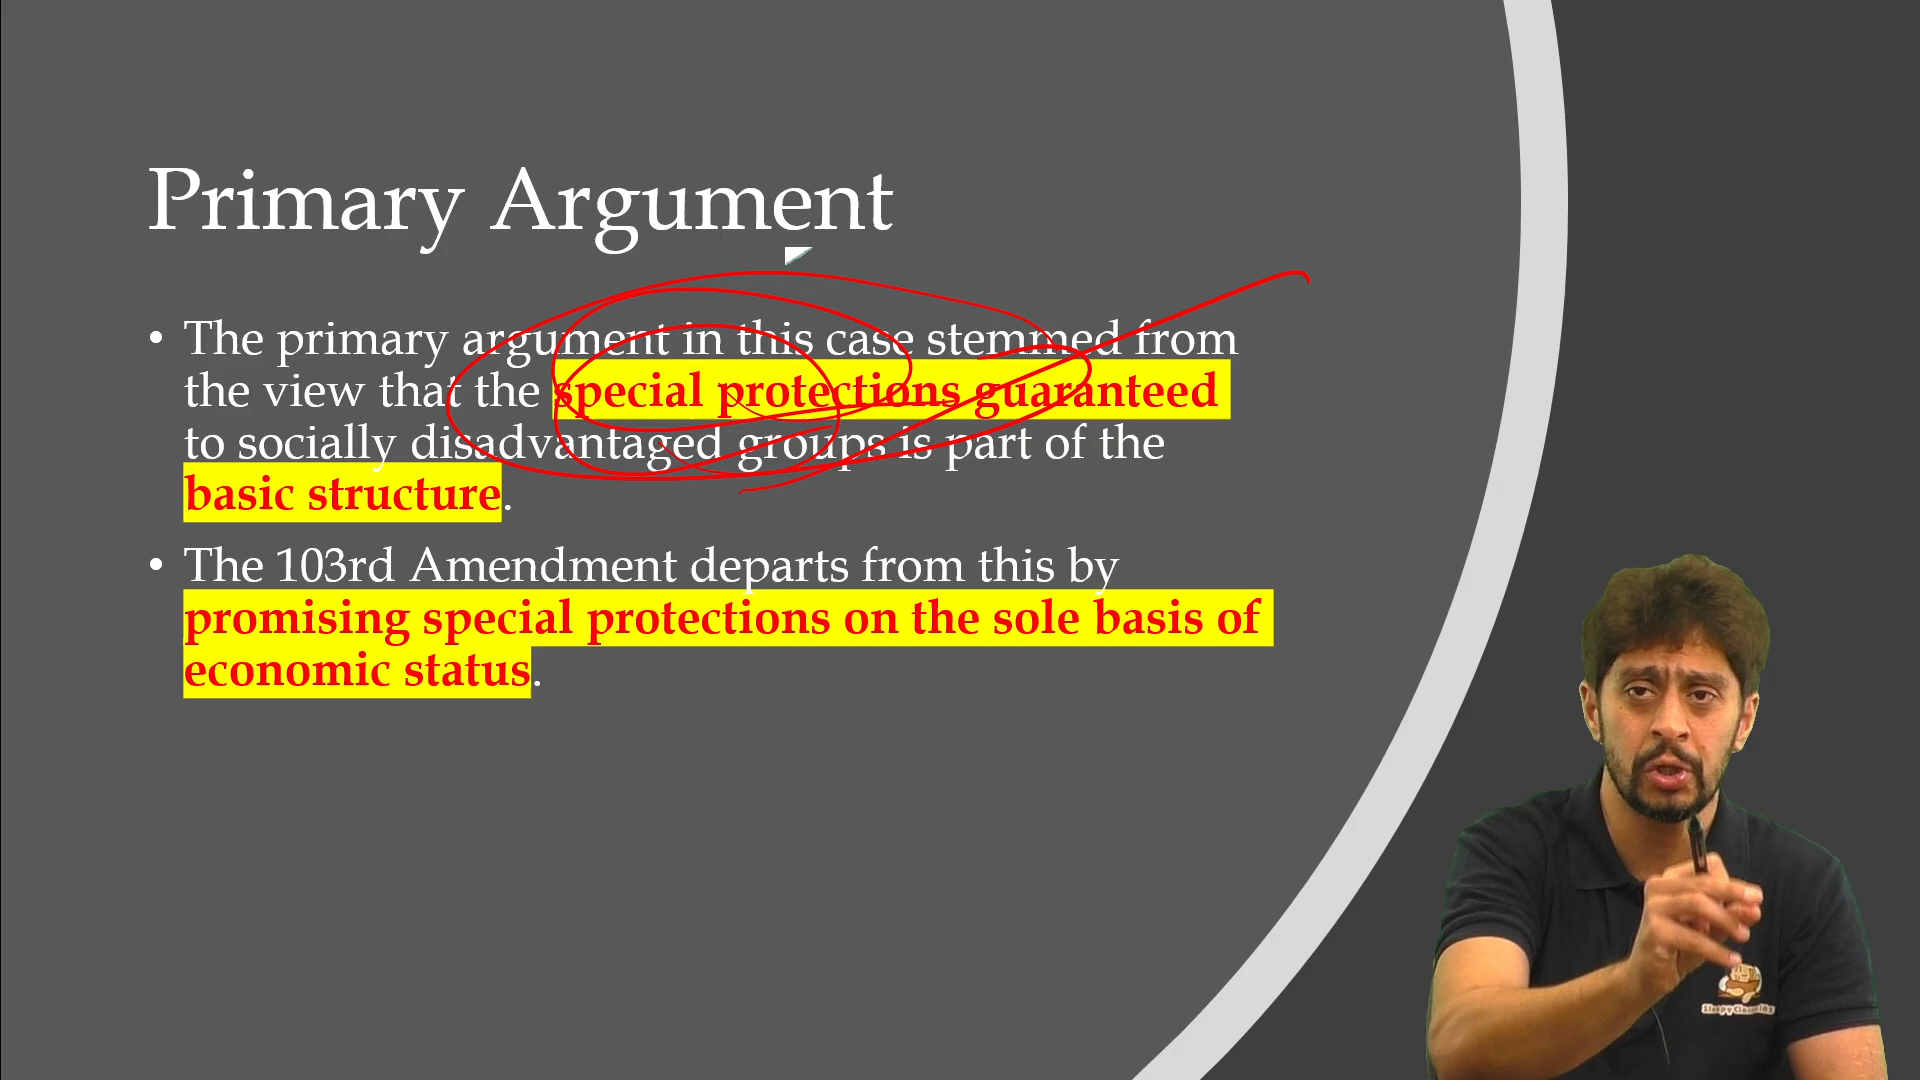 Primary Argument
• The primary argument in this case stemmed from
the view that the special protections guaranteed
to socially disadvantaged groups is part of the
basic structure.
• The 103rd Amendment departs from this by
promising special protections on the sole basis of
economic status.